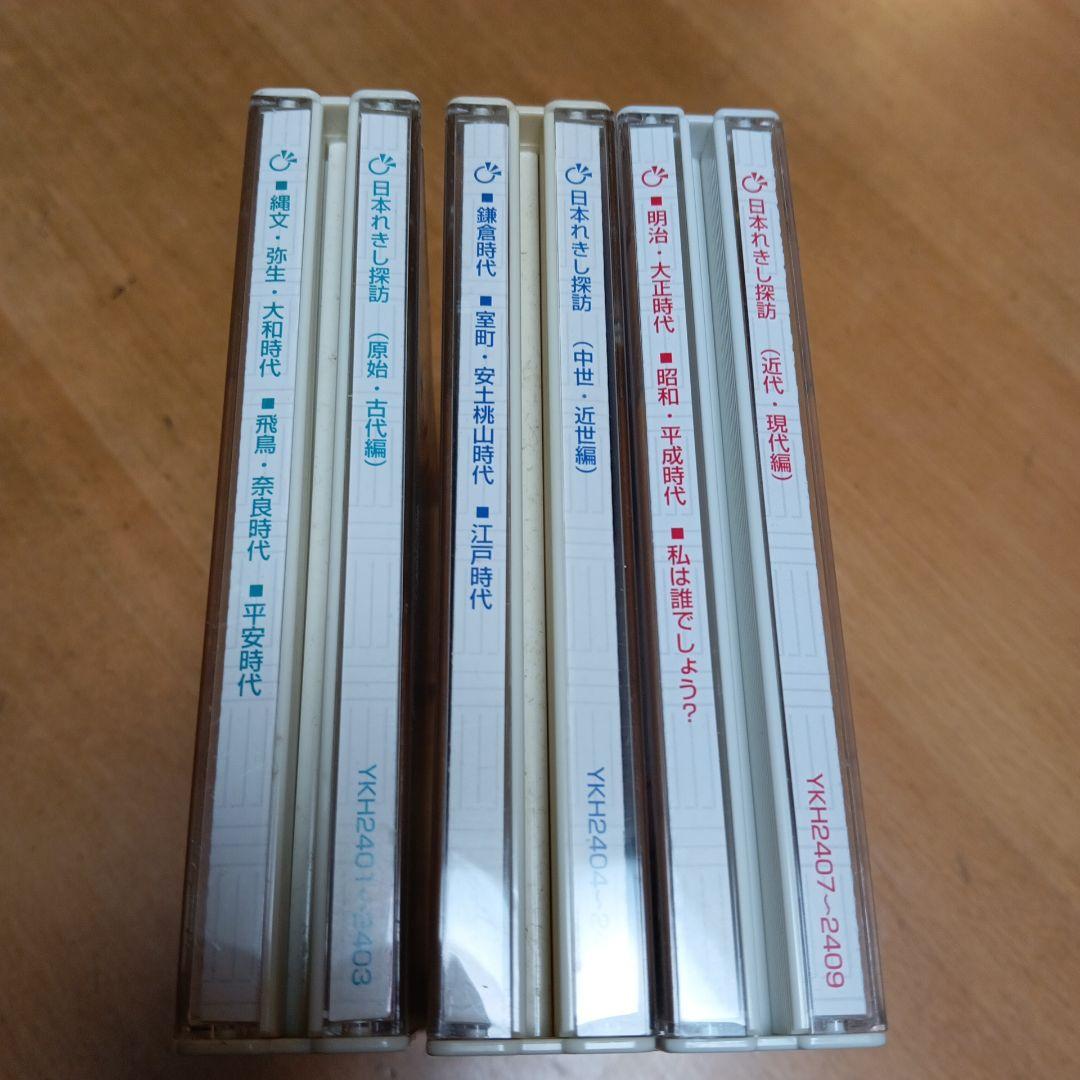 ■縄文・弥生・大和時代 ■飛鳥・奈良時代 ■平安時代
日本れきし探訪 (原始・古代編) YKH2401~2403
■鎌倉時代 ■室町・安土桃山時代 ■江戸時代
日本れきし探訪 (中世・近世編) YKH2404~2
■明治・大正時代 ■昭和・平成時代 ■私は誰でしょう?
日本れきし探訪 (近代・現代編) YKH2407~2409